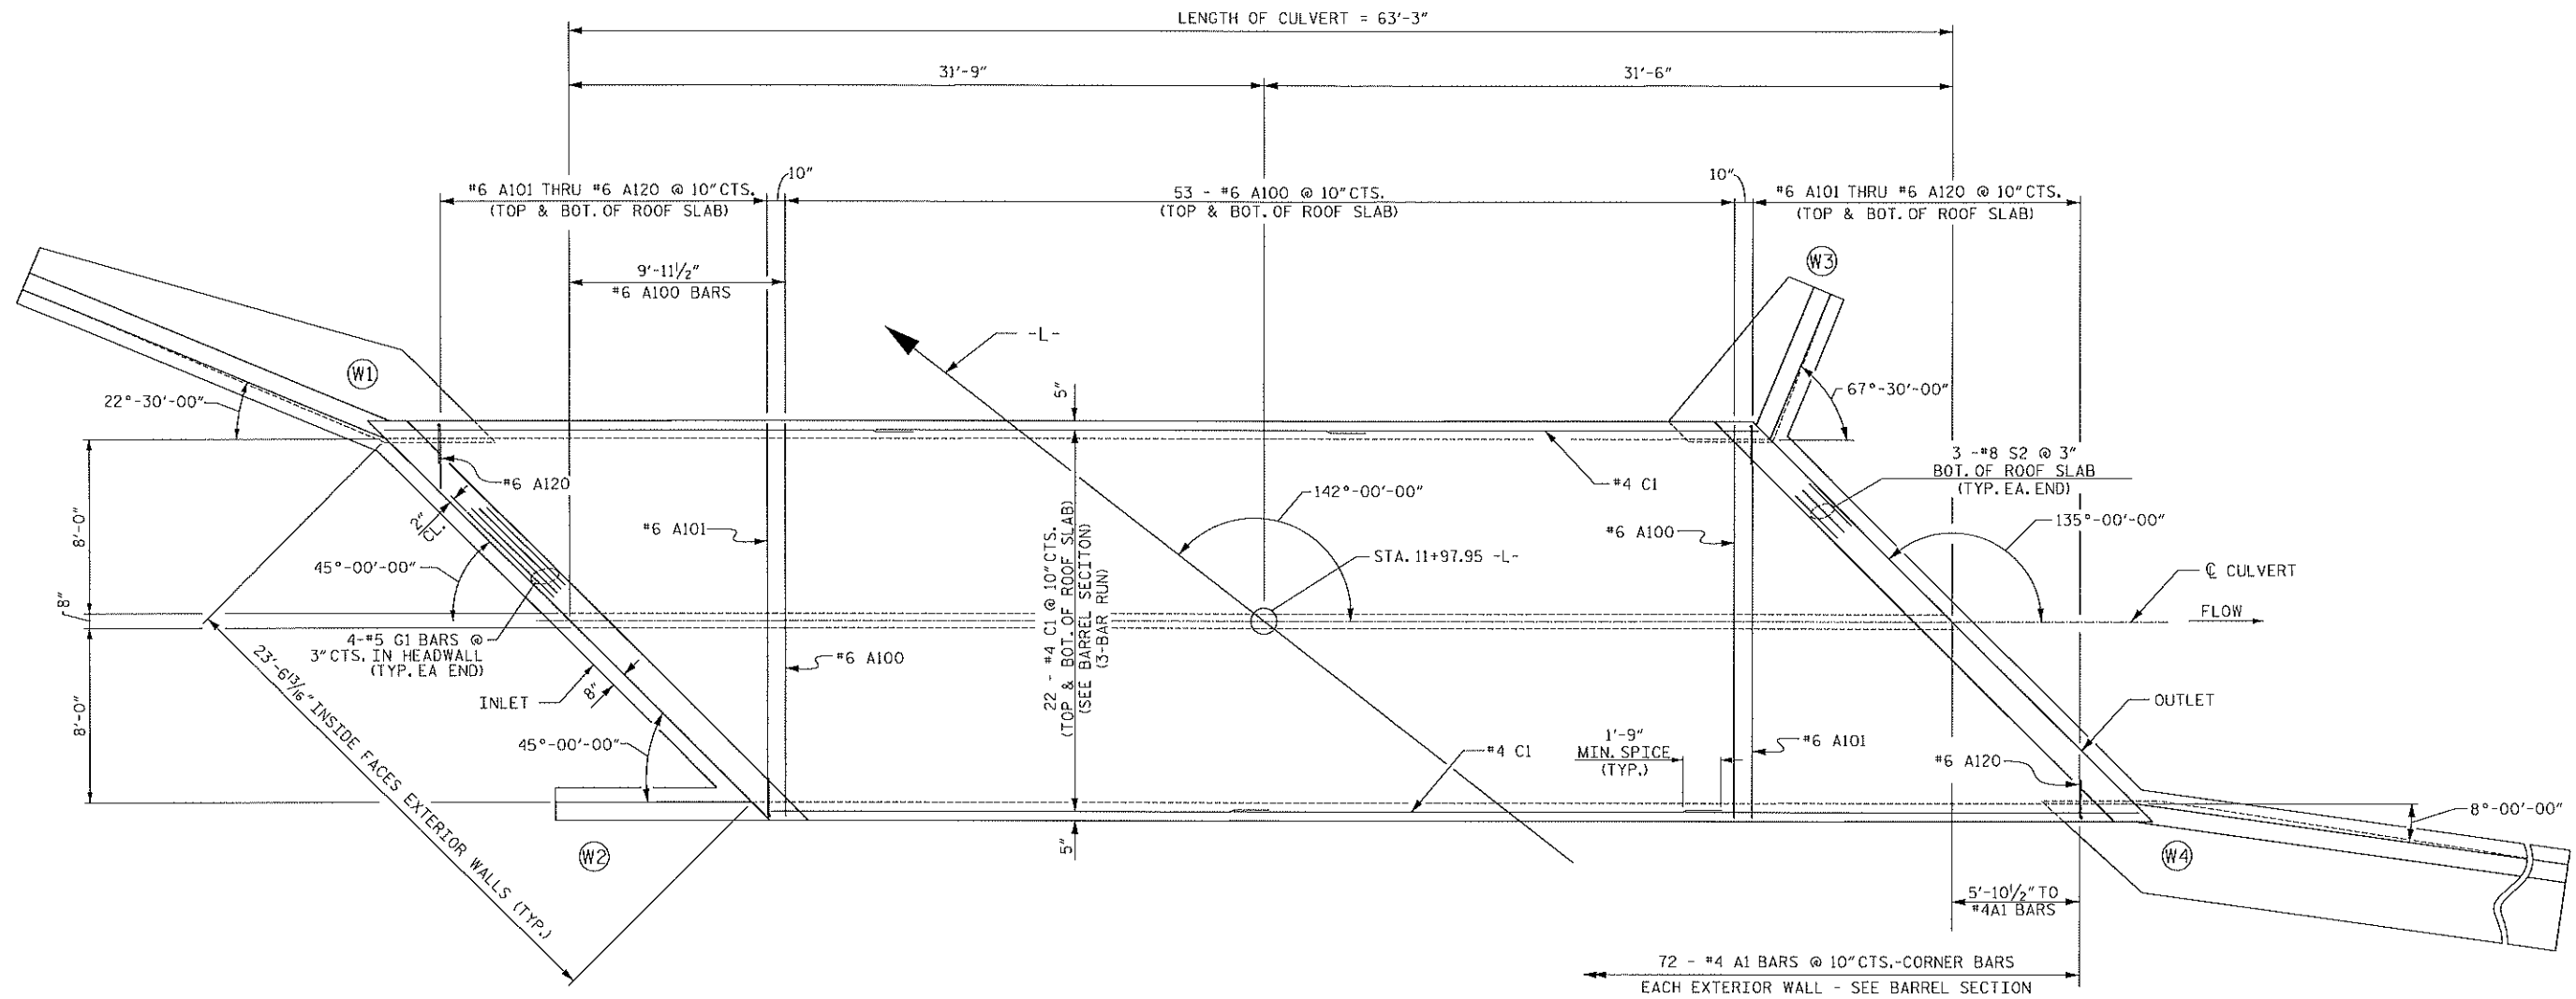 LENGTH OF CULVERT = 63'-3"
31'-9"
31'-6"
10"
10"
#6 A101 THRU #6 A120 @ 10" CTS.
(TOP & BOT. OF ROOF SLAB)
53 - #6 A100 @ 10" CTS.
(TOP & BOT. OF ROOF SLAB)
#6 A101 THRU #6 A120 @ 10" CTS.
(TOP & BOT. OF ROOF SLAB)
9'-11 1/2"
#6 A100 BARS
W3
-L-
W1
22°-30'-00"
5"
67°-30'-00"
#6 A120
#4 C1
3 -#8 S2 @ 3"
BOT. OF ROOF SLAB
(TYP. EA. END)
142°-00'-00"
135°-00'-00"
2" CL.
8'-0"
#6 A101
#6 A100
22 - #4 C1 @ 10" CTS.
(TOP & BOT. OF ROOF SLAB)
(SEE BARREL SECITON)
(3-BAR RUN)
STA. 11+97.95 -L-
45°-00'-00"
℄ CULVERT
FLOW
8"
4-#5 G1 BARS @
3" CTS. IN HEADWALL
(TYP. EA END)
#6 A100
23'-6 13/16" INSIDE FACES EXTERIOR WALLS (TYP.)
INLET
8"
8'-0"
OUTLET
45°-00'-00"
1'-9"
MIN. SPICE
(TYP.)
#4 C1
#6 A101
#6 A120
8°-00'-00"
5"
W2
W4
5'-10 1/2" TO
#4A1 BARS
72 - #4 A1 BARS @ 10" CTS.-CORNER BARS
EACH EXTERIOR WALL - SEE BARREL SECTION